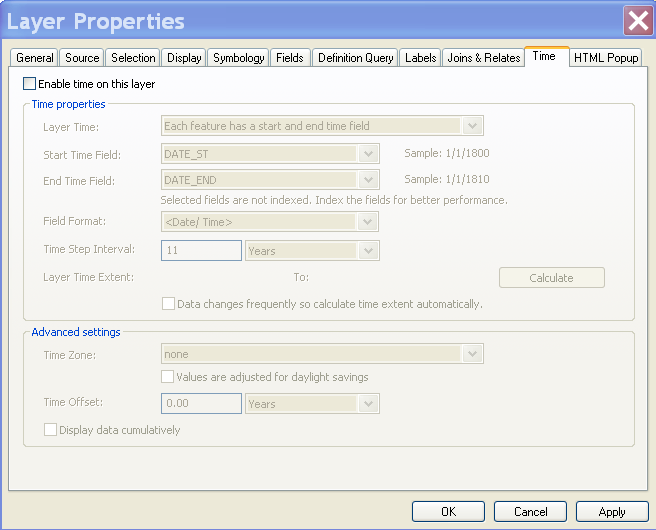 Layer Properties
General Source Selection Display Symbology Fields Definition Query Labels Joins & Relates Time HTML Popup
Enable time on this layer
Time properties
Layer Time: Each feature has a start and end time field
Start Time Field: DATE_ST Sample: 1/1/1800
End Time Field: DATE_END Sample: 1/1/1810
Selected fields are not indexed. Index the fields for better performance.
Field Format: <Date/ Time>
Time Step Interval: 11 Years
Layer Time Extent: To: Calculate
Data changes frequently so calculate time extent automatically.
Advanced settings
Time Zone: none
Values are adjusted for daylight savings
Time Offset: 0.00 Years
Display data cumulatively
OK Cancel Apply